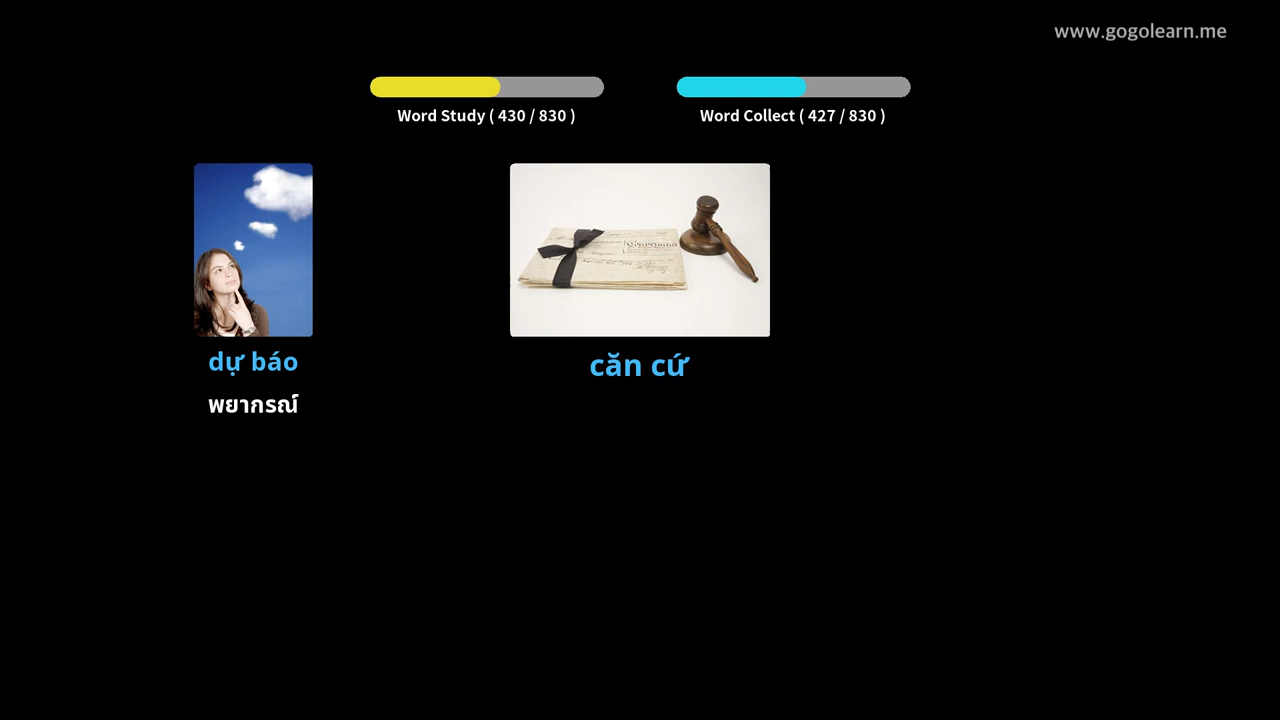 www.gogolearn.me
Word Study ( 430 / 830 )
Word Collect ( 427 / 830 )
dự báo
พยากรณ์
căn cứ